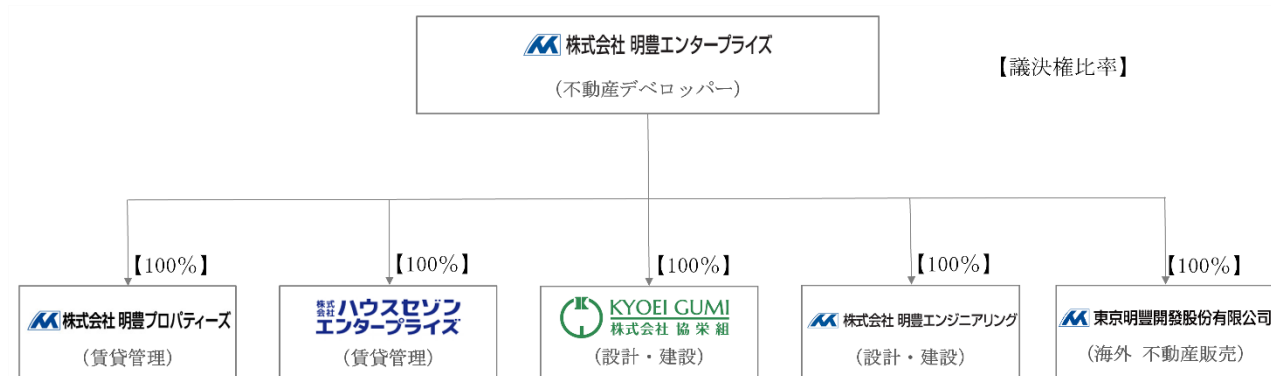 株式会社 明豊エンタープライズ
(不動産デベロッパー)
【議決権比率】
【100%】
【100%】
【100%】
【100%】
【100%】
株式会社 明豊プロパティーズ
(賃貸管理)
株式会社 ハウスセゾン
エンタープライズ
(賃貸管理)
KYOEI GUMI
株式会社 協栄組
(設計・建設)
株式会社 明豊エンジニアリング
(設計・建設)
東京明豐開發股份有限公司
(海外 不動産販売)